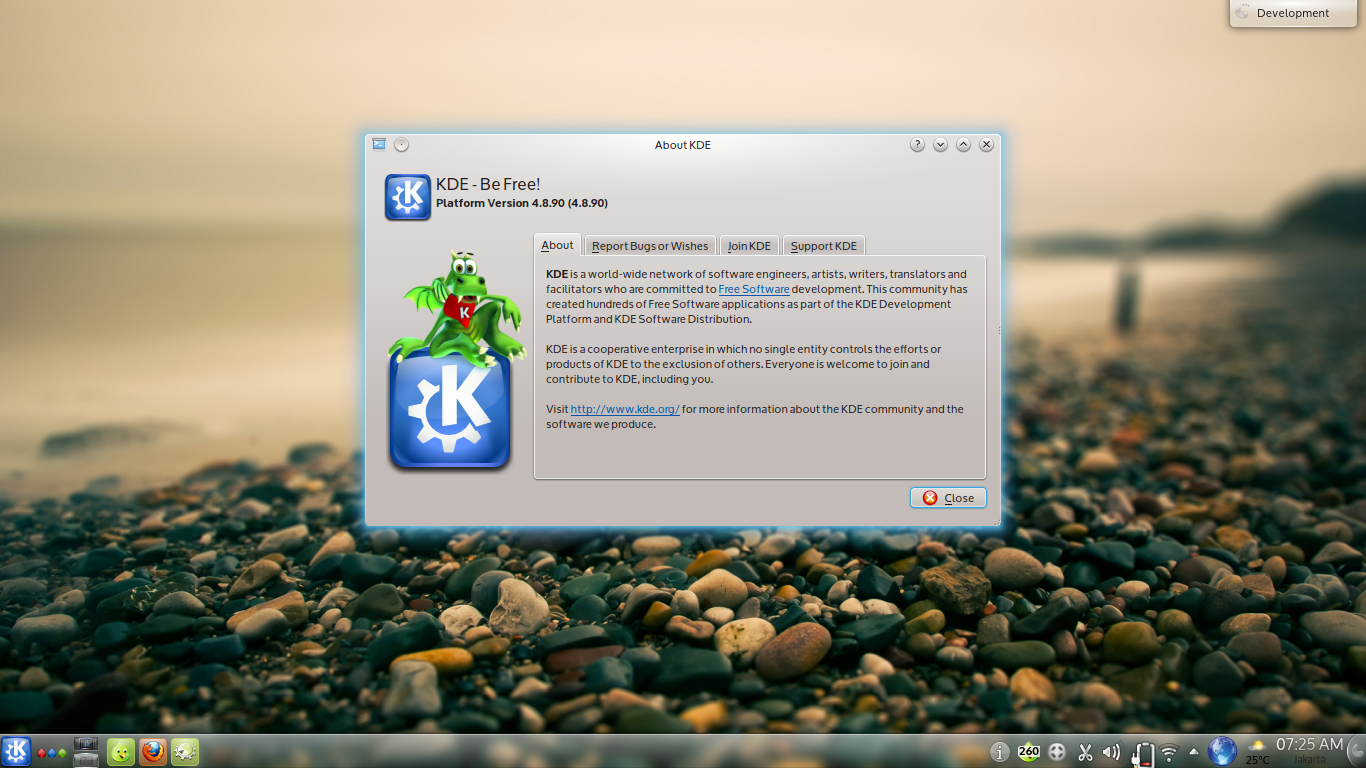 Development
About KDE
KDE - Be Free!
Platform Version 4.8.90 (4.8.90)
About
Report Bugs or Wishes
Join KDE
Support KDE
KDE is a world-wide network of software engineers, artists, writers, translators and
facilitators who are committed to Free Software development. This community has
created hundreds of Free Software applications as part of the KDE Development
Platform and KDE Software Distribution.
KDE is a cooperative enterprise in which no single entity controls the efforts or
products of KDE to the exclusion of others. Everyone is welcome to join and
contribute to KDE, including you.
Visit http://www.kde.org/ for more information about the KDE community and the
software we produce.
Close
260
25°C
07:25 AM
Jakarta